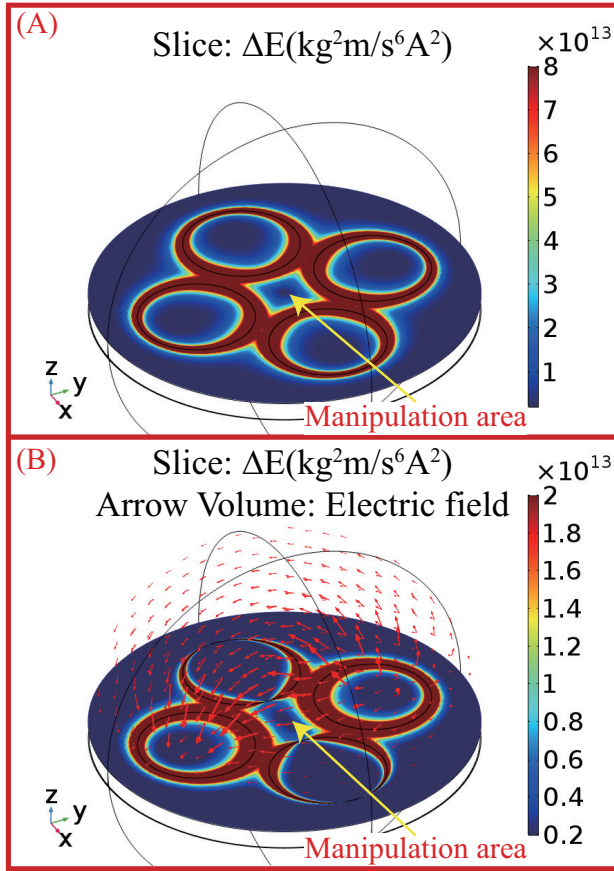 (A)
Slice: ΔE(kg²m/s⁶A²)
×10¹³
8
7
6
5
4
3
2
1
z
y
x
Manipulation area
(B)
Slice: ΔE(kg²m/s⁶A²)
Arrow Volume: Electric field
×10¹³
2
1.8
1.6
1.4
1.2
1
0.8
0.6
0.4
0.2
z
y
x
Manipulation area